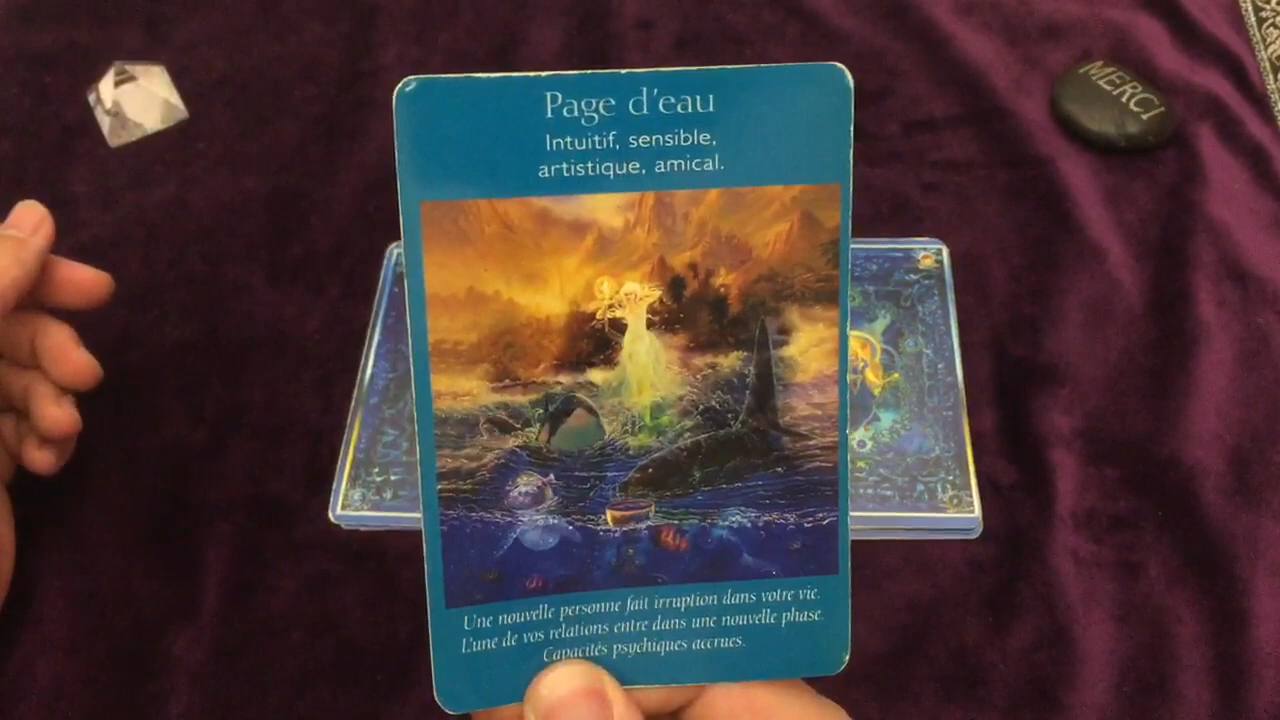 Page d'eau
Intuitif, sensible,
artistique, amical.
MERCI
Une nouvelle personne fait irruption dans votre vie.
L'une de vos relations entre dans une nouvelle phase.
Capacités psychiques accrues.